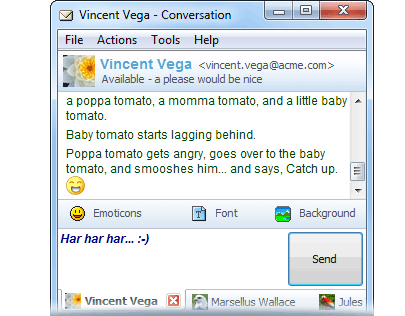 Vincent Vega - Conversation
File Actions Tools Help
Vincent Vega <vincent.vega@acme.com>
Available - a please would be nice
a poppa tomato, a momma tomato, and a little baby
tomato.
Baby tomato starts lagging behind.
Poppa tomato gets angry, goes over to the baby
tomato, and smooshes him... and says, Catch up.
Emoticons Font Background
Har har har... :-)
Send
Vincent Vega Marsellus Wallace Jules